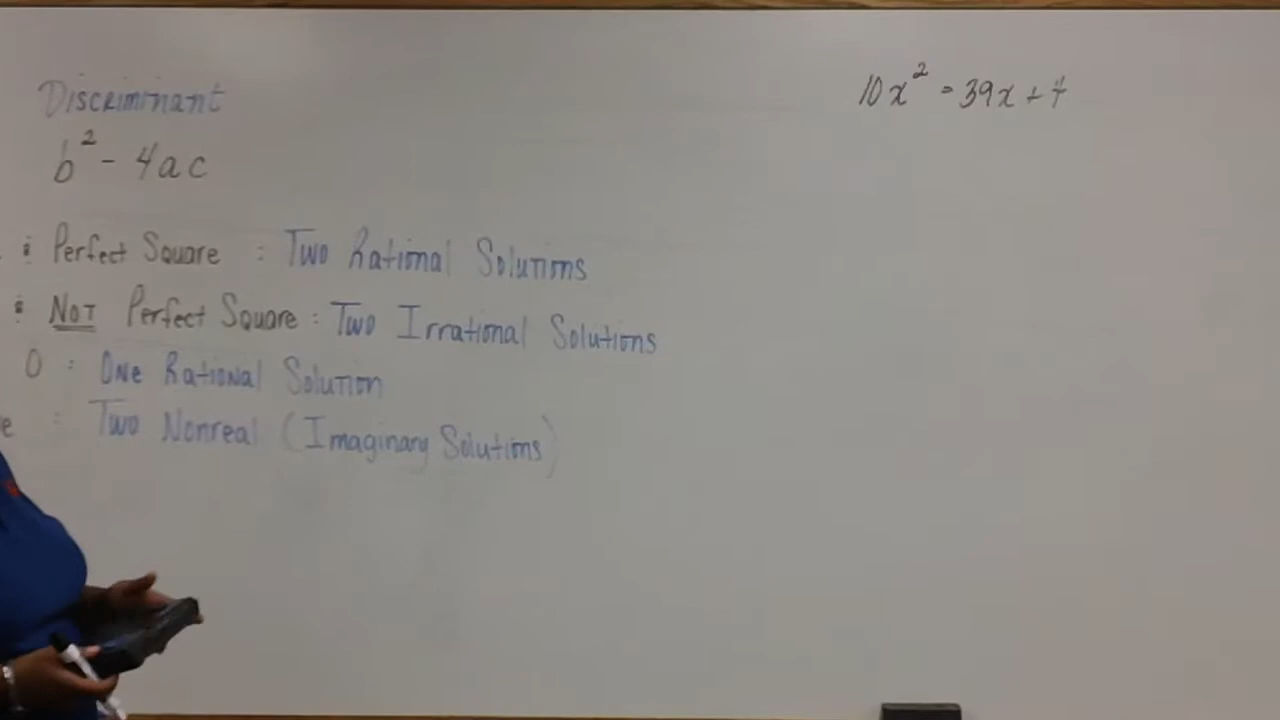 Discriminant
b² - 4ac
: Perfect Square : Two Rational Solutions
: NOT Perfect Square : Two Irrational Solutions
0 : One Rational Solution
e : Two Nonreal (Imaginary Solutions)
10x² = 39x + 4